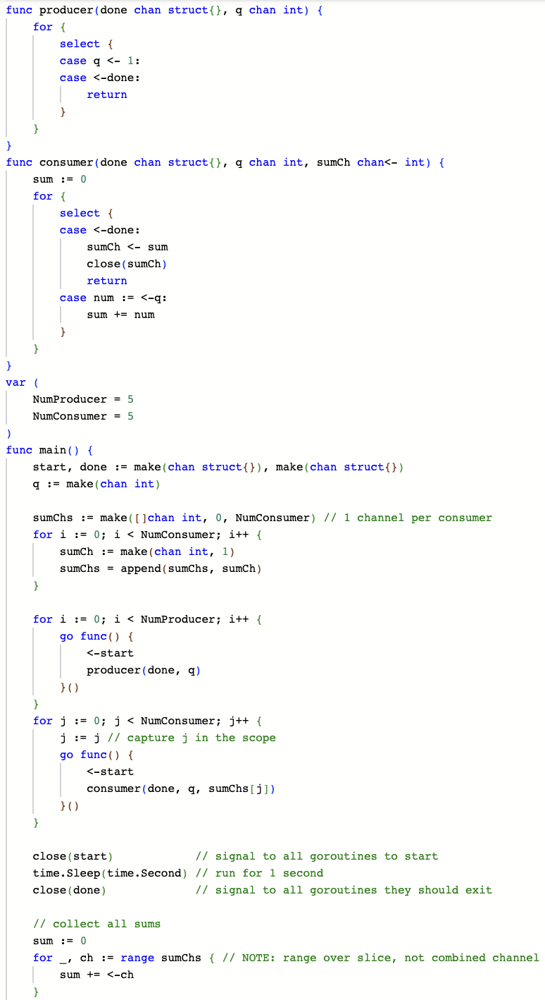 func producer(done chan struct{}, q chan int) {
    for {
        select {
        case q <- 1:
        case <-done:
            return
        }
    }
}
func consumer(done chan struct{}, q chan int, sumCh chan<- int) {
    sum := 0
    for {
        select {
        case <-done:
            sumCh <- sum
            close(sumCh)
            return
        case num := <-q:
            sum += num
        }
    }
}
var (
    NumProducer = 5
    NumConsumer = 5
)
func main() {
    start, done := make(chan struct{}), make(chan struct{})
    q := make(chan int)

    sumChs := make([]chan int, 0, NumConsumer) // 1 channel per consumer
    for i := 0; i < NumConsumer; i++ {
        sumCh := make(chan int, 1)
        sumChs = append(sumChs, sumCh)
    }

    for i := 0; i < NumProducer; i++ {
        go func() {
            <-start
            producer(done, q)
        }()
    }
    for j := 0; j < NumConsumer; j++ {
        j := j // capture j in the scope
        go func() {
            <-start
            consumer(done, q, sumChs[j])
        }()
    }

    close(start)            // signal to all goroutines to start
    time.Sleep(time.Second) // run for 1 second
    close(done)             // signal to all goroutines they should exit

    // collect all sums
    sum := 0
    for _, ch := range sumChs { // NOTE: range over slice, not combined channel
        sum += <-ch
    }